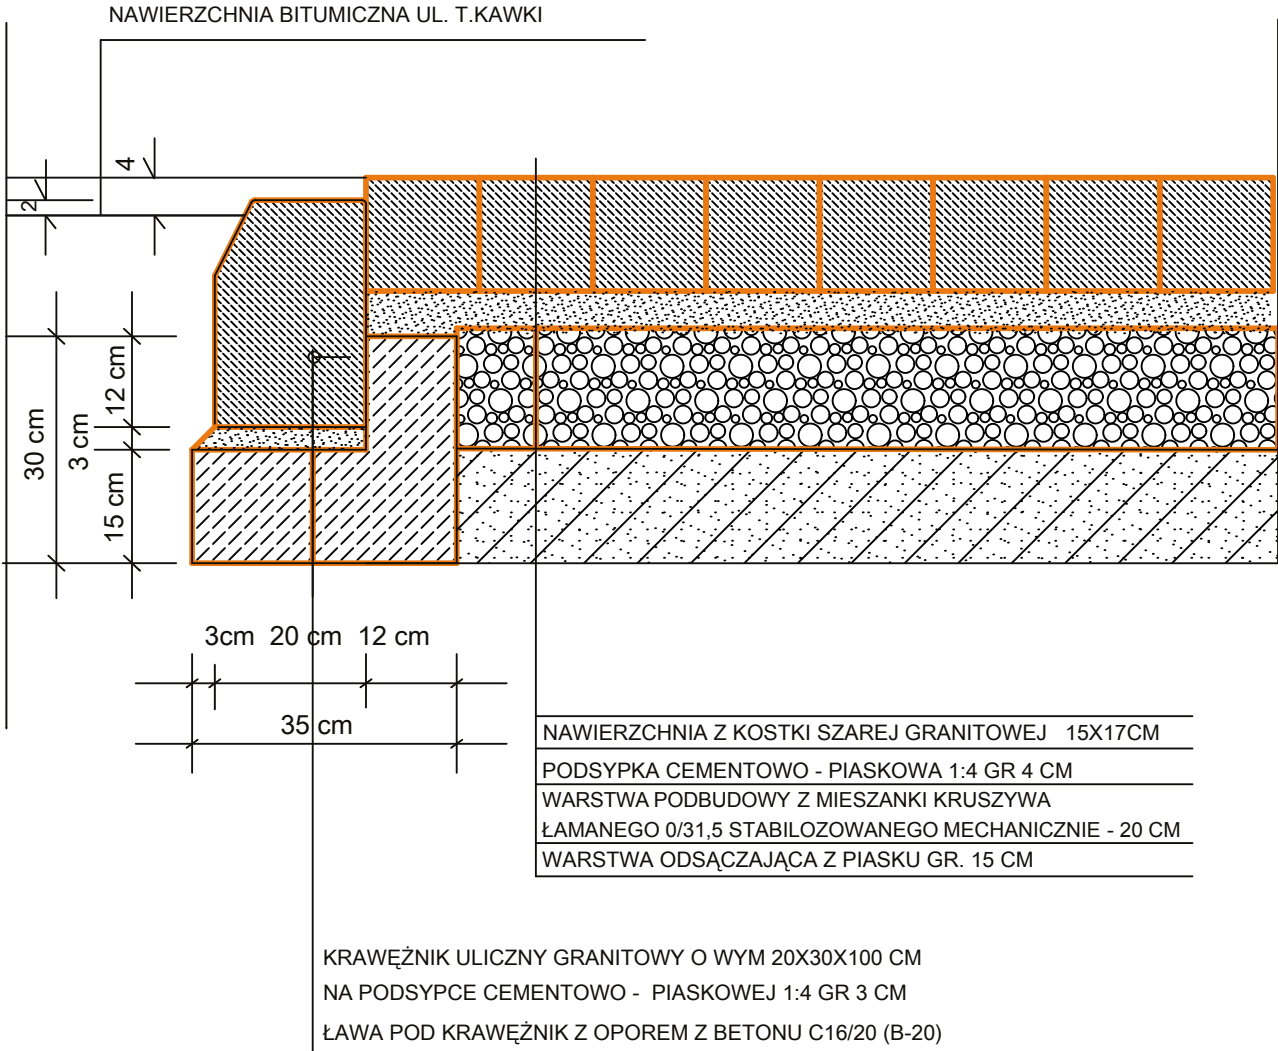 NAWIERZCHNIA BITUMICZNA UL. T.KAWKI
4
2
12 cm
30 cm
3 cm
15 cm
3cm 20 cm 12 cm
35 cm
NAWIERZCHNIA Z KOSTKI SZAREJ GRANITOWEJ 15X17CM
PODSYPKA CEMENTOWO - PIASKOWA 1:4 GR 4 CM
WARSTWA PODBUDOWY Z MIESZANKI KRUSZYWA
ŁAMANEGO 0/31,5 STABILOZOWANEGO MECHANICZNIE - 20 CM
WARSTWA ODSĄCZAJĄCA Z PIASKU GR. 15 CM
KRAWĘŻNIK ULICZNY GRANITOWY O WYM 20X30X100 CM
NA PODSYPCE CEMENTOWO - PIASKOWEJ 1:4 GR 3 CM
ŁAWA POD KRAWĘŻNIK Z OPOREM Z BETONU C16/20 (B-20)